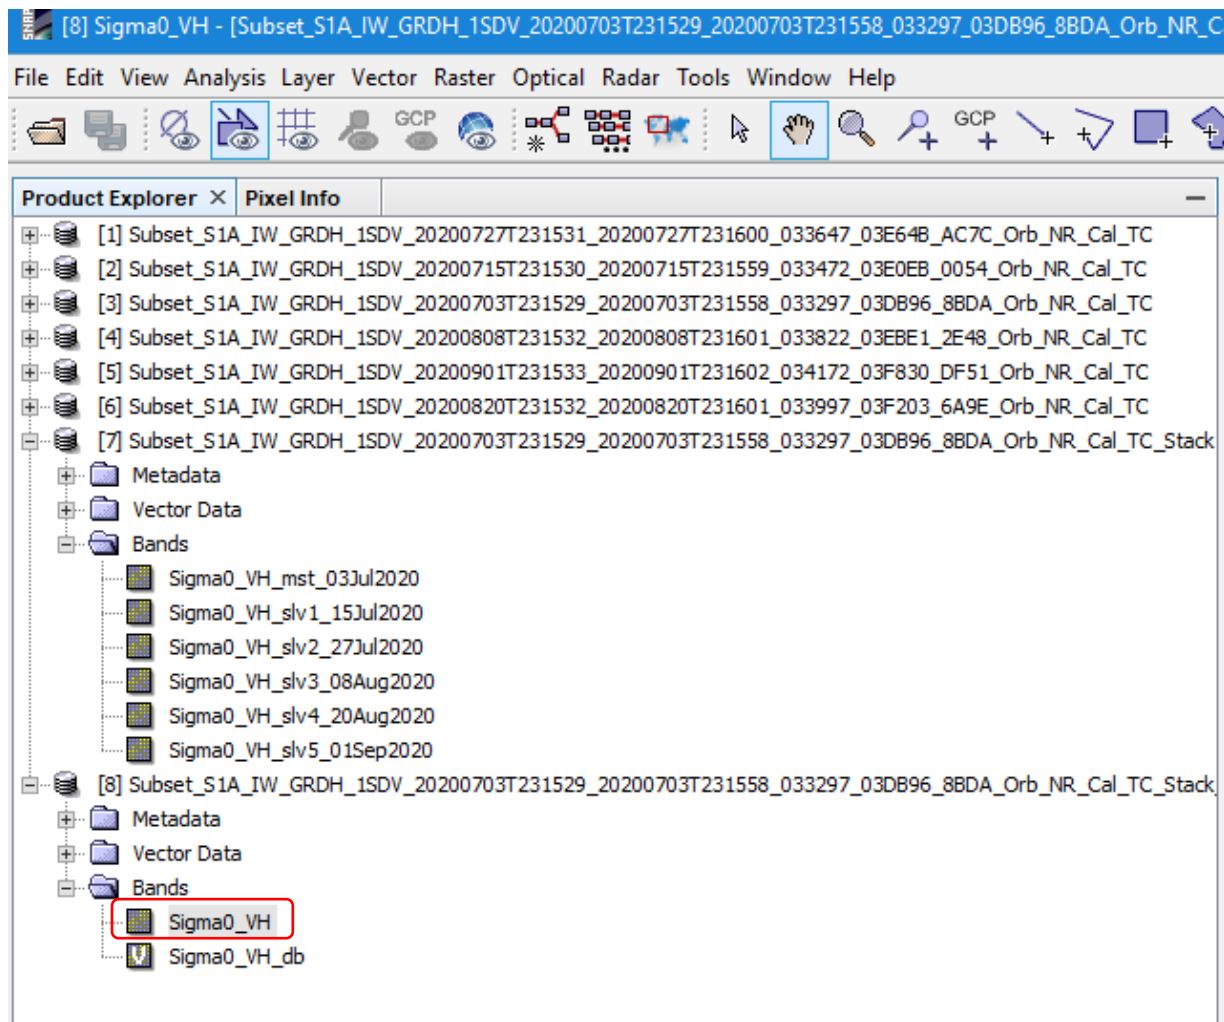 SNAP [8] Sigma0_VH - [Subset_S1A_IW_GRDH_1SDV_20200703T231529_20200703T231558_033297_03DB96_8BDA_Orb_NR_C
File Edit View Analysis Layer Vector Raster Optical Radar Tools Window Help
GCP GCP
Product Explorer × Pixel Info
[1] Subset_S1A_IW_GRDH_1SDV_20200727T231531_20200727T231600_033647_03E64B_AC7C_Orb_NR_Cal_TC
[2] Subset_S1A_IW_GRDH_1SDV_20200715T231530_20200715T231559_033472_03E0EB_0054_Orb_NR_Cal_TC
[3] Subset_S1A_IW_GRDH_1SDV_20200703T231529_20200703T231558_033297_03DB96_8BDA_Orb_NR_Cal_TC
[4] Subset_S1A_IW_GRDH_1SDV_20200808T231532_20200808T231601_033822_03EBE1_2E48_Orb_NR_Cal_TC
[5] Subset_S1A_IW_GRDH_1SDV_20200901T231533_20200901T231602_034172_03F830_DF51_Orb_NR_Cal_TC
[6] Subset_S1A_IW_GRDH_1SDV_20200820T231532_20200820T231601_033997_03F203_6A9E_Orb_NR_Cal_TC
[7] Subset_S1A_IW_GRDH_1SDV_20200703T231529_20200703T231558_033297_03DB96_8BDA_Orb_NR_Cal_TC_Stack
Metadata
Vector Data
Bands
Sigma0_VH_mst_03Jul2020
Sigma0_VH_slv1_15Jul2020
Sigma0_VH_slv2_27Jul2020
Sigma0_VH_slv3_08Aug2020
Sigma0_VH_slv4_20Aug2020
Sigma0_VH_slv5_01Sep2020
[8] Subset_S1A_IW_GRDH_1SDV_20200703T231529_20200703T231558_033297_03DB96_8BDA_Orb_NR_Cal_TC_Stack_
Metadata
Vector Data
Bands
Sigma0_VH
Sigma0_VH_db